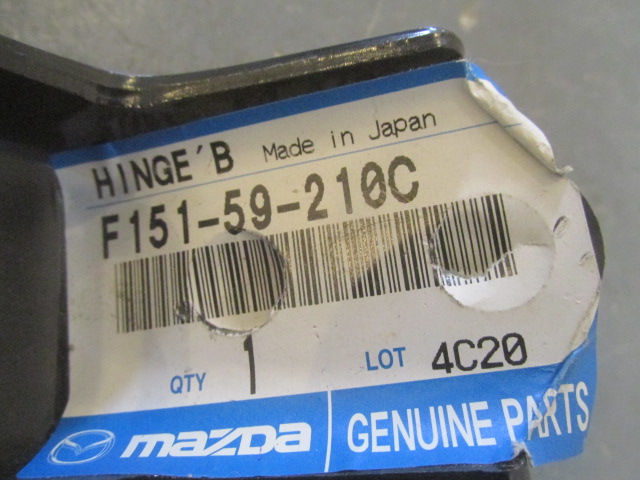 HINGE'B Made in Japan
F151-59-210C
QTY 1 LOT 4C20
mazda GENUINE PARTS